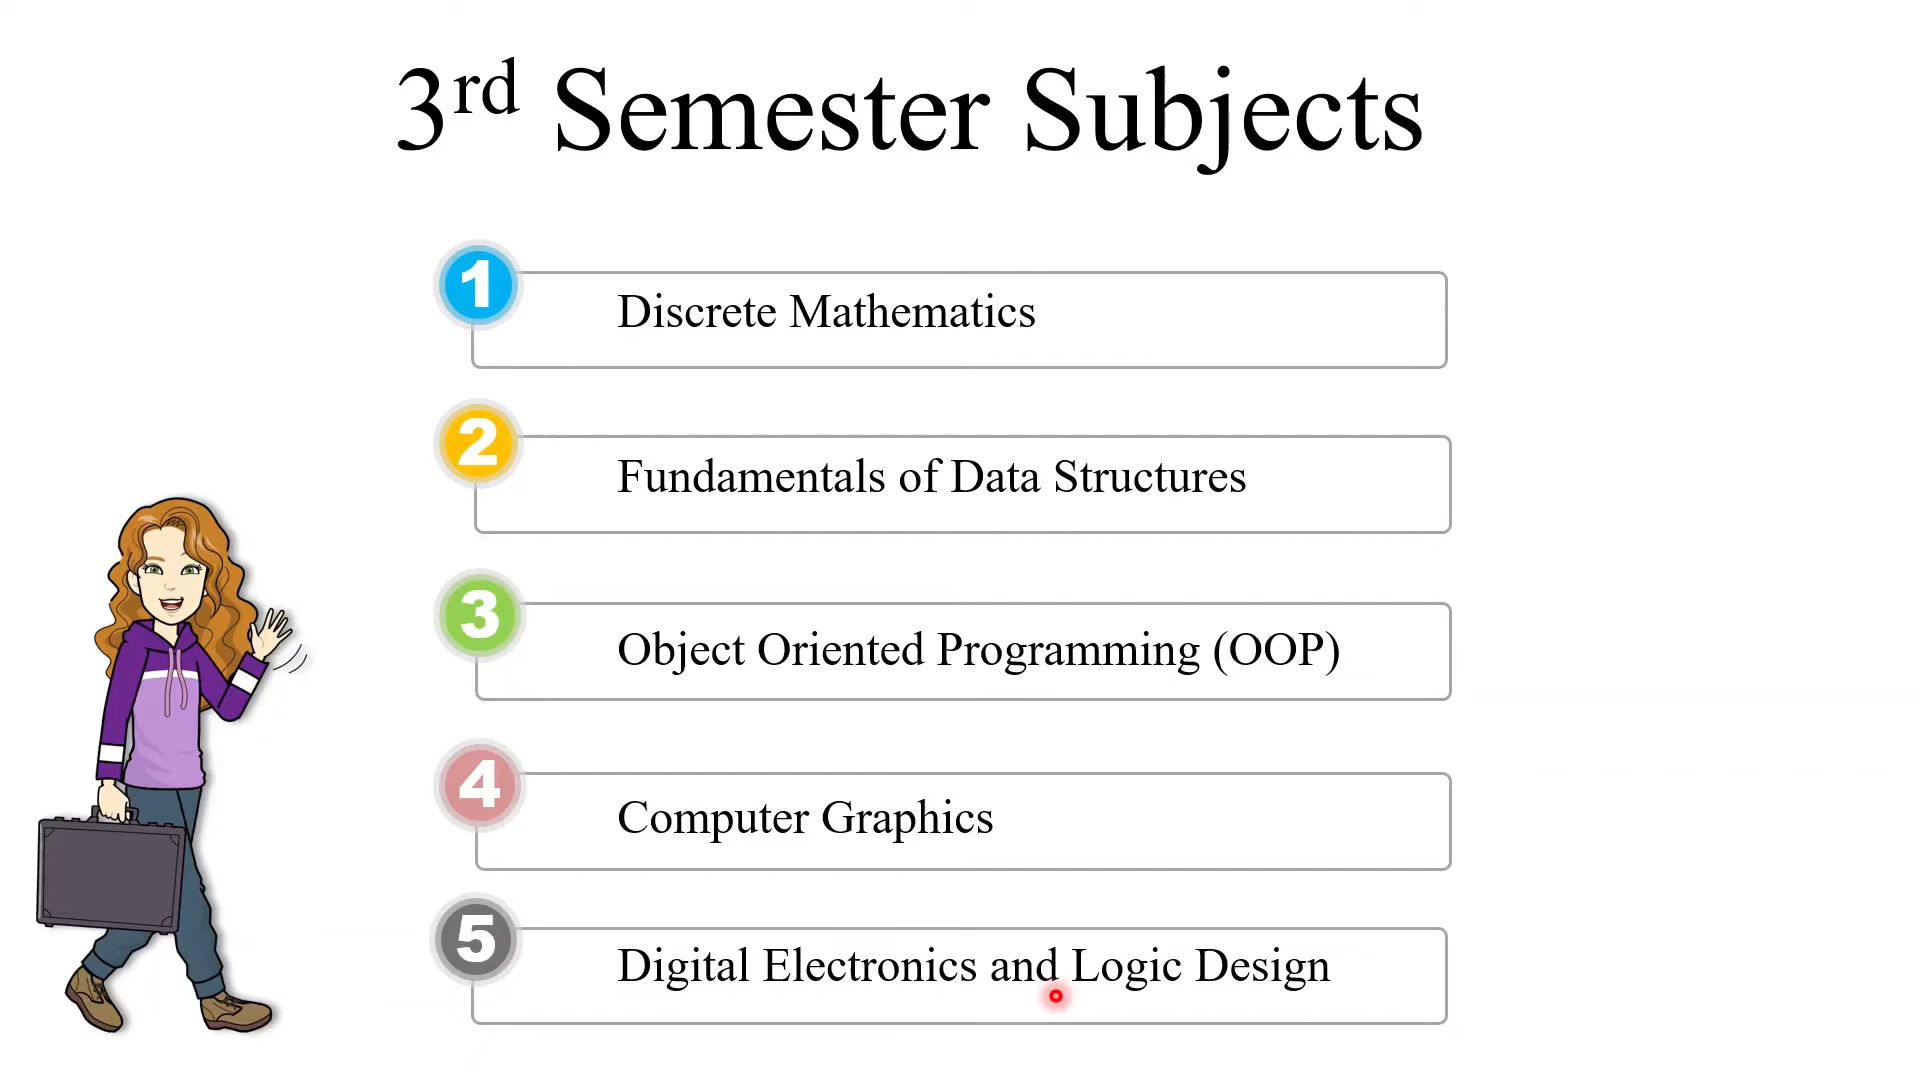 3rd Semester Subjects
1
Discrete Mathematics
2
Fundamentals of Data Structures
3
Object Oriented Programming (OOP)
4
Computer Graphics
5
Digital Electronics and Logic Design